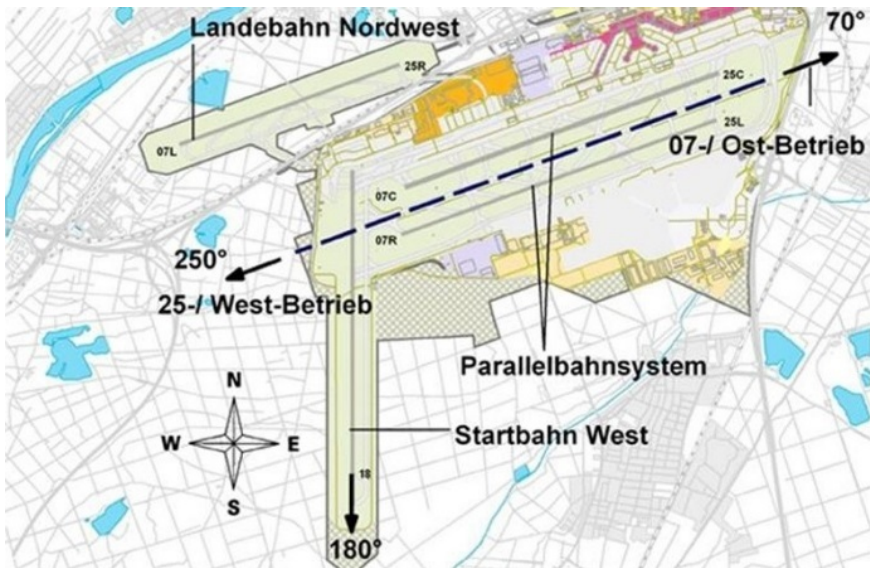 70°
Landebahn Nordwest
25R
25C
25L
07-/ Ost-Betrieb
07L
07C
07R
250°
25-/ West-Betrieb
Parallelbahnsystem
N
W
E
S
Startbahn West
18
180°